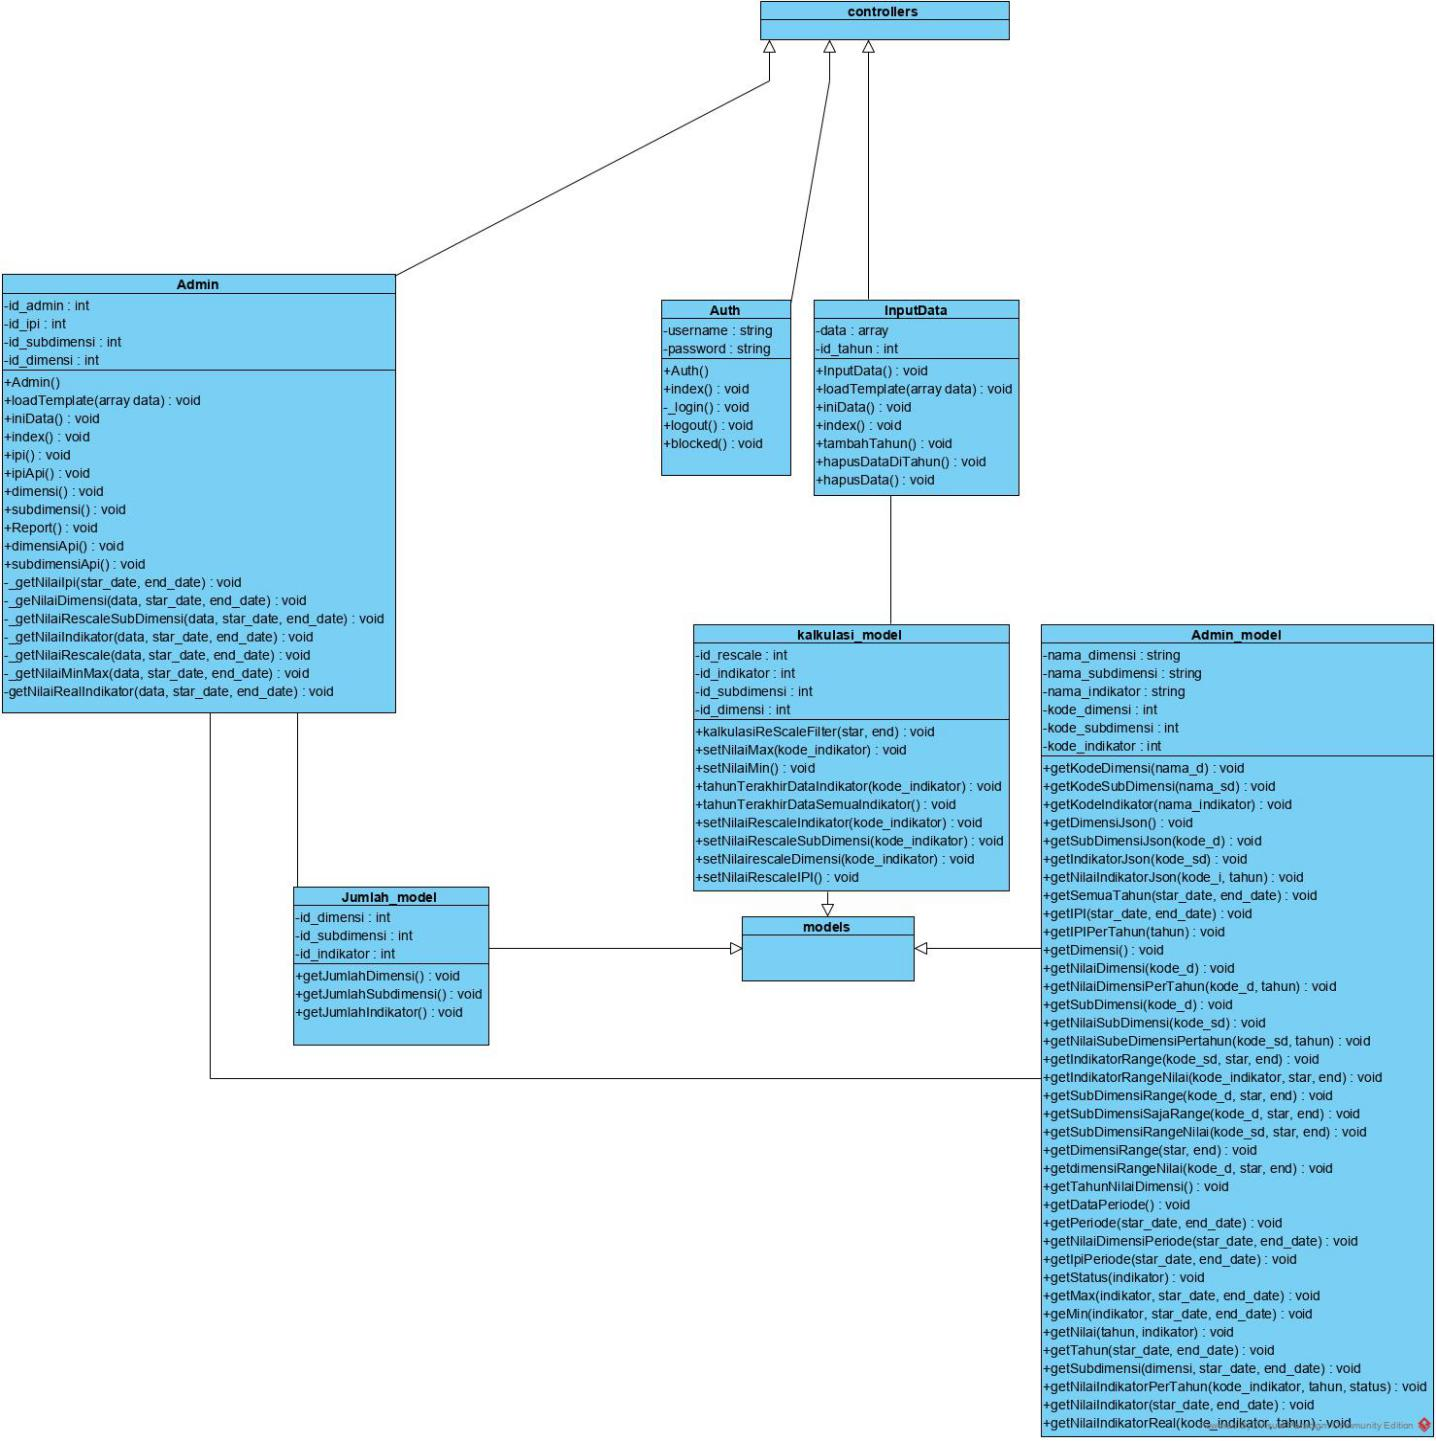 controllers
Admin
-id_admin : int
-id_ipi : int
-id_subdimensi : int
-id_dimensi : int
+Admin()
+loadTemplate(array data) : void
+iniData() : void
+index() : void
+ipi() : void
+ipiApi() : void
+dimensi() : void
+subdimensi() : void
+Report() : void
+dimensiApi() : void
+subdimensiApi() : void
-_getNilaiIpi(star_date, end_date) : void
-_geNilaiDimensi(data, star_date, end_date) : void
-_getNilaiRescaleSubDimensi(data, star_date, end_date) : void
-_getNilaiIndikator(data, star_date, end_date) : void
-_getNilaiRescale(data, star_date, end_date) : void
-_getNilaiMinMax(data, star_date, end_date) : void
-getNilaiRealIndikator(data, star_date, end_date) : void
Auth
-username : string
-password : string
+Auth()
+index() : void
-_login() : void
+logout() : void
+blocked() : void
InputData
-data : array
-id_tahun : int
+InputData() : void
+loadTemplate(array data) : void
+iniData() : void
+index() : void
+tambahTahun() : void
+hapusDataDiTahun() : void
+hapusData() : void
kalkulasi_model
-id_rescale : int
-id_indikator : int
-id_subdimensi : int
-id_dimensi : int
+kalkulasiReScaleFilter(star, end) : void
+setNilaiMax(kode_indikator) : void
+setNilaiMin() : void
+tahunTerakhirDataIndikator(kode_indikator) : void
+tahunTerakhirDataSemuaIndikator() : void
+setNilaiRescaleIndikator(kode_indikator) : void
+setNilaiRescaleSubDimensi(kode_indikator) : void
+setNilairescaleDimensi(kode_indikator) : void
+setNilaiRescaleIPI() : void
Admin_model
-nama_dimensi : string
-nama_subdimensi : string
-nama_indikator : string
-kode_dimensi : int
-kode_subdimensi : int
-kode_indikator : int
+getKodeDimensi(nama_d) : void
+getKodeSubDimensi(nama_sd) : void
+getKodeIndikator(nama_indikator) : void
+getDimensiJson() : void
+getSubDimensiJson(kode_d) : void
+getIndikatorJson(kode_sd) : void
+getNilaiIndikatorJson(kode_i, tahun) : void
+getSemuaTahun(star_date, end_date) : void
+getIPI(star_date, end_date) : void
+getIPIPerTahun(tahun) : void
+getDimensi() : void
+getNilaiDimensi(kode_d) : void
+getNilaiDimensiPerTahun(kode_d, tahun) : void
+getSubDimensi(kode_d) : void
+getNilaiSubDimensi(kode_sd) : void
+getNilaiSubeDimensiPertahun(kode_sd, tahun) : void
+getIndikatorRange(kode_sd, star, end) : void
+getIndikatorRangeNilai(kode_indikator, star, end) : void
+getSubDimensiRange(kode_d, star, end) : void
+getSubDimensiSajaRange(kode_d, star, end) : void
+getSubDimensiRangeNilai(kode_sd, star, end) : void
+getDimensiRange(star, end) : void
+getdimensiRangeNilai(kode_d, star, end) : void
+getTahunNilaiDimensi() : void
+getDataPeriode() : void
+getPeriode(star_date, end_date) : void
+getNilaiDimensiPeriode(star_date, end_date) : void
+getIpiPeriode(star_date, end_date) : void
+getStatus(indikator) : void
+getMax(indikator, star_date, end_date) : void
+geMin(indikator, star_date, end_date) : void
+getNilai(tahun, indikator) : void
+getTahun(star_date, end_date) : void
+getSubdimensi(dimensi, star_date, end_date) : void
+getNilaiIndikatorPerTahun(kode_indikator, tahun, status) : void
+getNilaiIndikator(star_date, end_date) : void
+getNilaiIndikatorReal(kode_indikator, tahun) : void
Community Edition
Jumlah_model
-id_dimensi : int
-id_subdimensi : int
-id_indikator : int
+getJumlahDimensi() : void
+getJumlahSubdimensi() : void
+getJumlahIndikator() : void
models